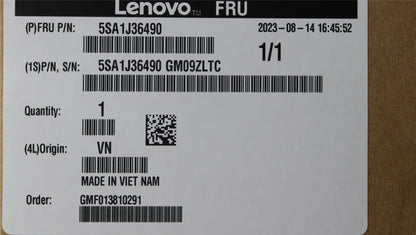 Lenovo™ FRU
(P)FRU P/N: 5SA1J36490 2023-08-14 16:45:52
1/1
(1S)P/N, S/N: 5SA1J36490 GM09ZLTC
Quantity: 1
(4L)Origin: VN
MADE IN VIET NAM
Order: GMF013810291